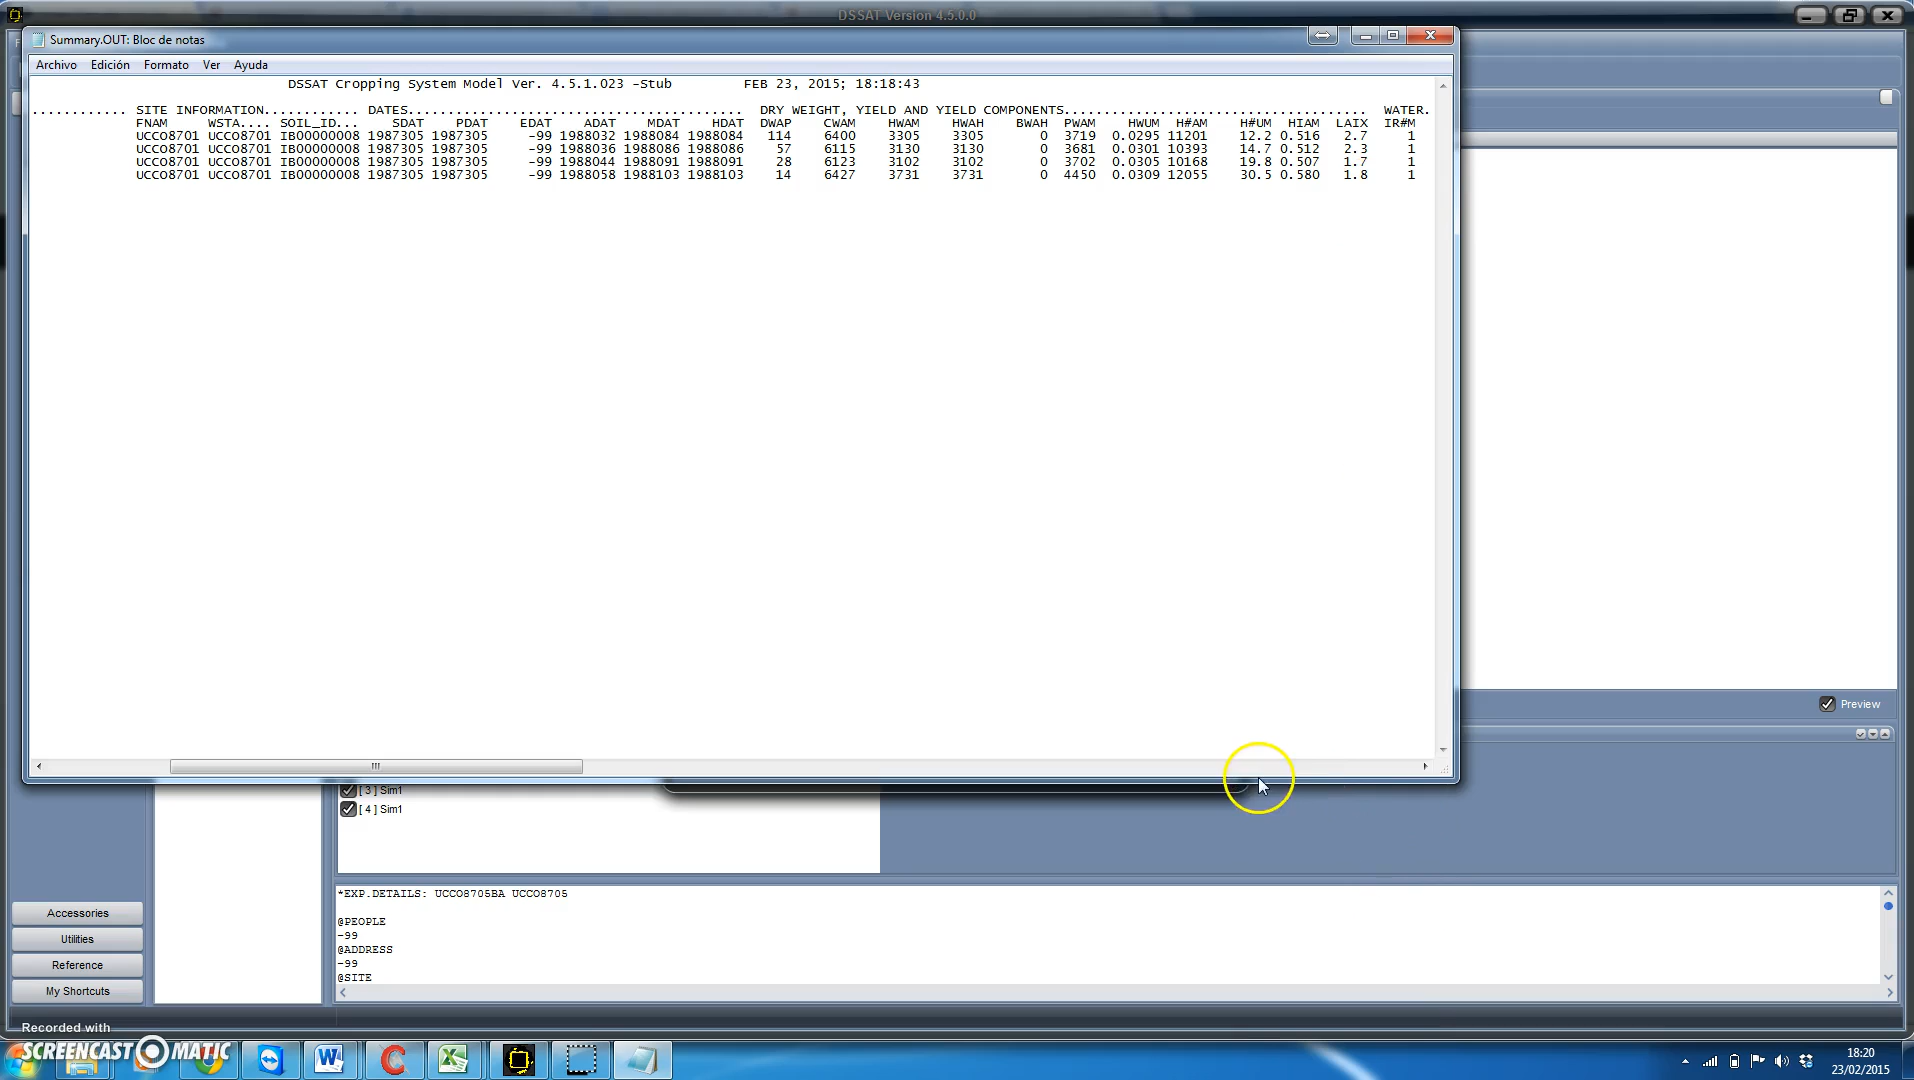 DSSAT Version 4.5.0.0
Summary.OUT: Bloc de notas
Archivo Edición Formato Ver Ayuda
DSSAT Cropping System Model Ver. 4.5.1.023 -Stub FEB 23, 2015; 18:18:43
............ SITE INFORMATION............ DATES.......................................... DRY WEIGHT, YIELD AND YIELD COMPONENTS...................................... WATER.
FNAM WSTA.... SOIL_ID... SDAT PDAT EDAT ADAT MDAT HDAT DWAP CWAM HWAM HWAH BWAH PWAM HWUM H#AM H#UM HIAM LAIX IR#M
UCCO8701 UCCO8701 IB00000008 1987305 1987305 -99 1988032 1988084 1988084 114 6400 3305 3305 0 3719 0.0295 11201 12.2 0.516 2.7 1
UCCO8701 UCCO8701 IB00000008 1987305 1987305 -99 1988036 1988086 1988086 57 6115 3130 3130 0 3681 0.0301 10393 14.7 0.512 2.3 1
UCCO8701 UCCO8701 IB00000008 1987305 1987305 -99 1988044 1988091 1988091 28 6123 3102 3102 0 3702 0.0305 10168 19.8 0.507 1.7 1
UCCO8701 UCCO8701 IB00000008 1987305 1987305 -99 1988058 1988103 1988103 14 6427 3731 3731 0 4450 0.0309 12055 30.5 0.580 1.8 1
Preview
[ 3 ] Sim1
[ 4 ] Sim1
*EXP.DETAILS: UCCO8705BA UCCO8705
@PEOPLE
-99
@ADDRESS
-99
@SITE
Accessories
Utilities
Reference
My Shortcuts
Recorded with
SCREENCAST MATIC
18:20
23/02/2015